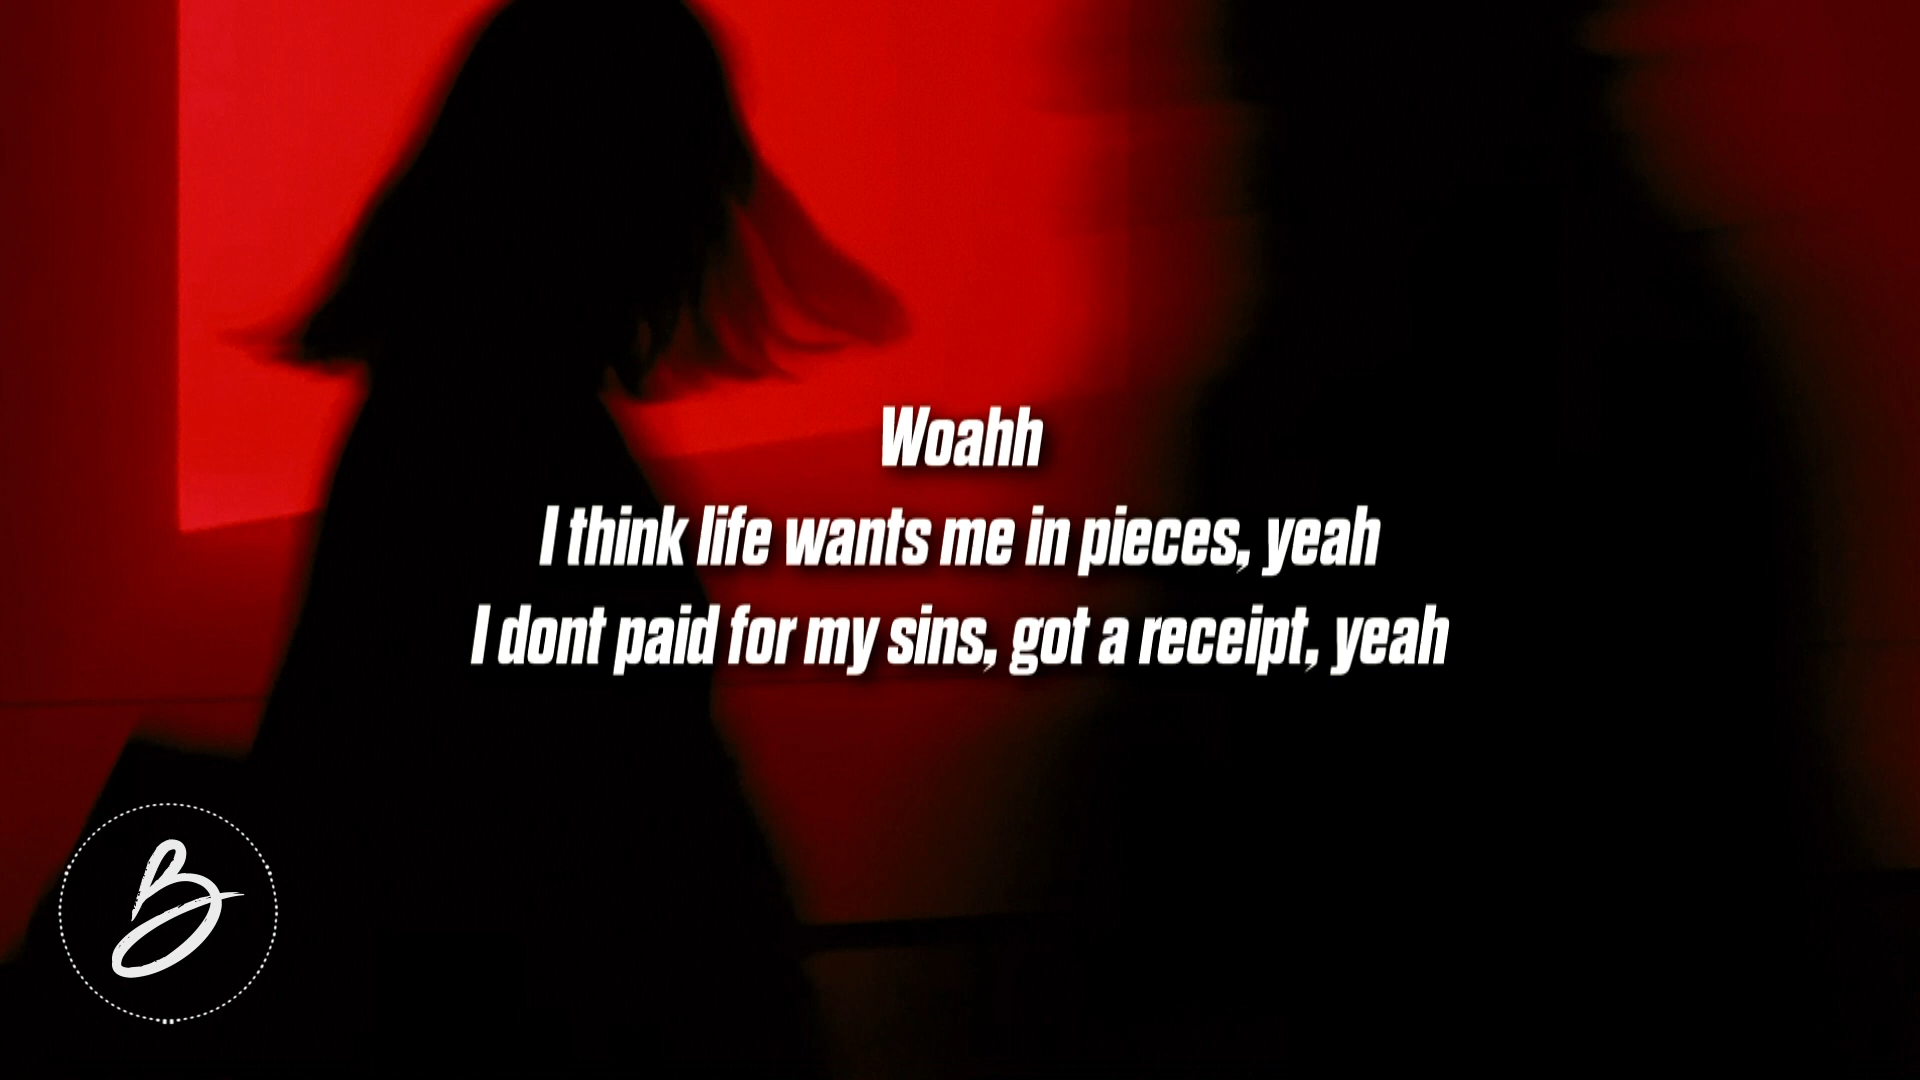 Woahh
I think life wants me in pieces, yeah
I dont paid for my sins, got a receipt, yeah
B